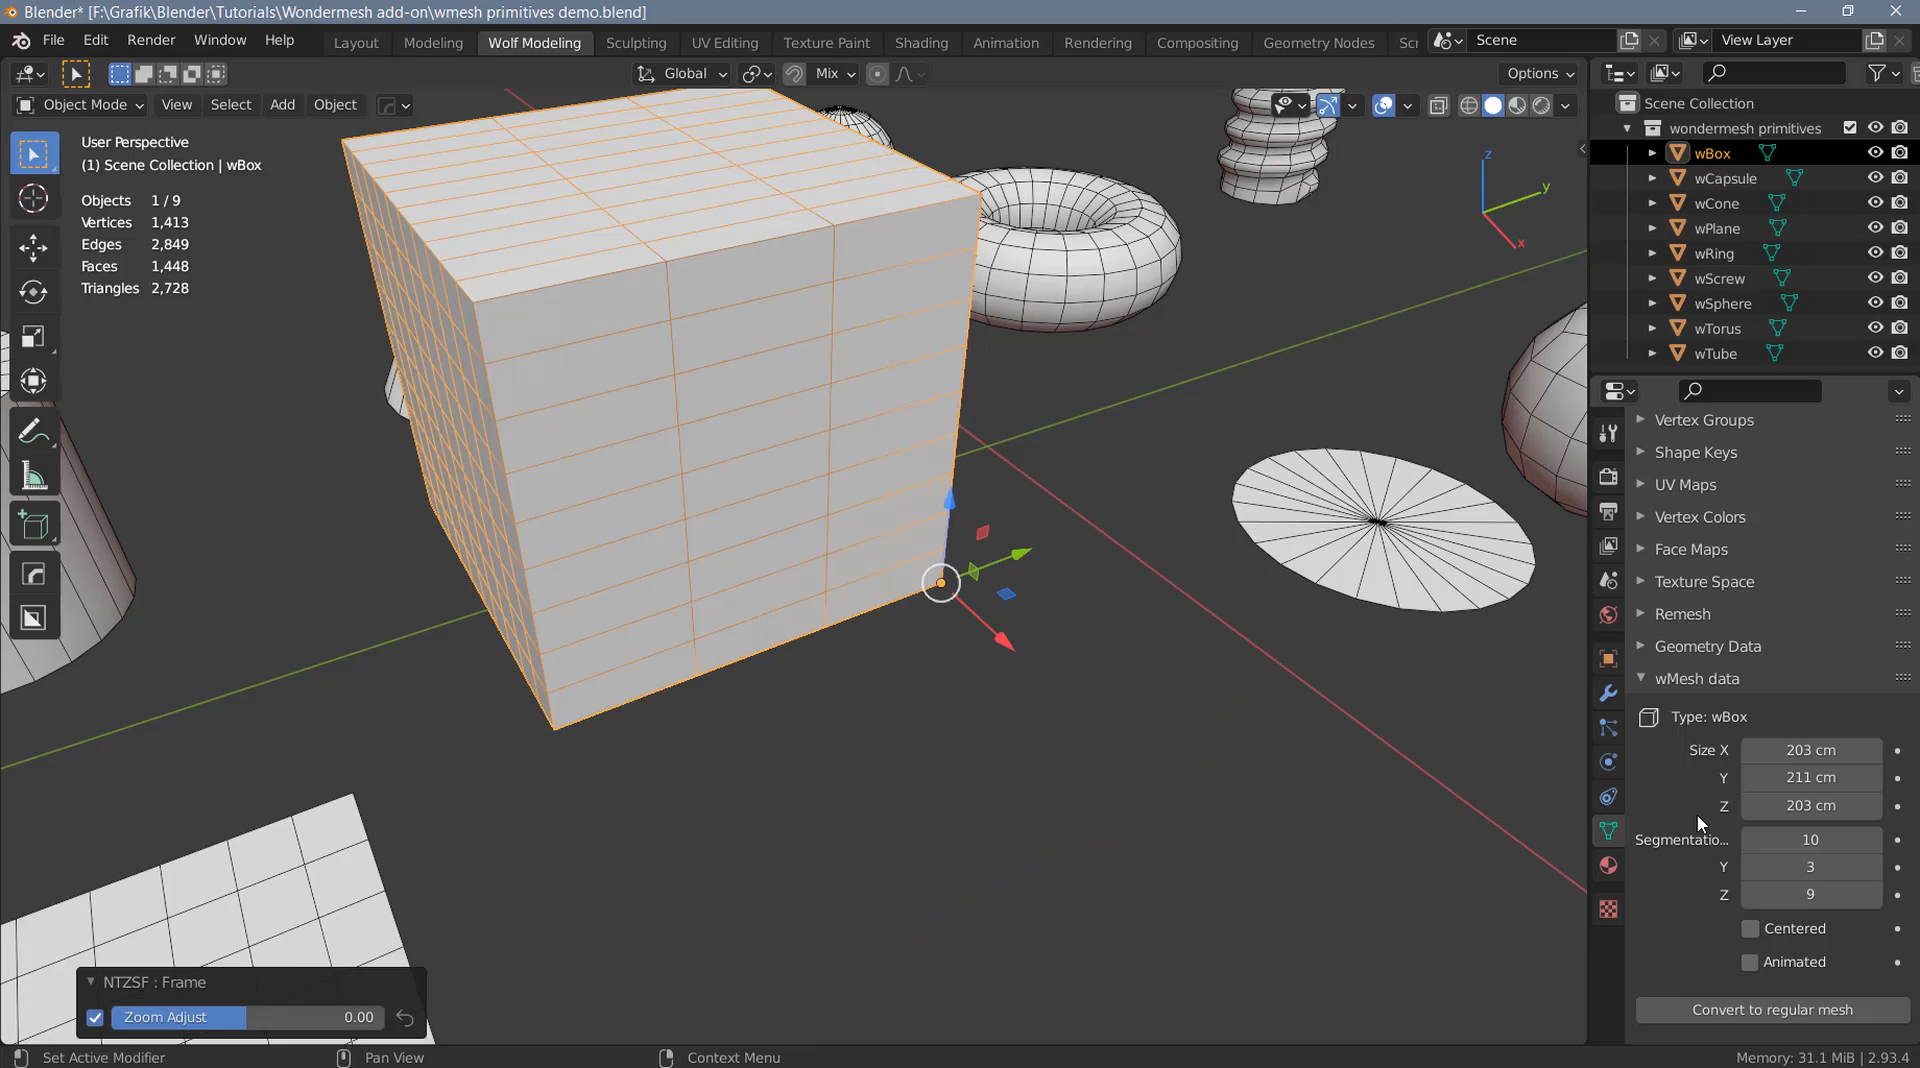 Blender* [F:\Grafik\Blender\Tutorials\Wondermesh add-on\wmesh primitives demo.blend]
File Edit Render Window Help Layout Modeling Wolf Modeling Sculpting UV Editing Texture Paint Shading Animation Rendering Compositing Geometry Nodes Sc Scene View Layer
Global Mix Options
Object Mode View Select Add Object
User Perspective
(1) Scene Collection | wBox
Objects 1 / 9
Vertices 1,413
Edges 2,849
Faces 1,448
Triangles 2,728
z
y
x
NTZSF : Frame
Zoom Adjust 0.00
Scene Collection
wondermesh primitives
wBox
wCapsule
wCone
wPlane
wRing
wScrew
wSphere
wTorus
wTube
Vertex Groups
Shape Keys
UV Maps
Vertex Colors
Face Maps
Texture Space
Remesh
Geometry Data
wMesh data
Type: wBox
Size X 203 cm
Y 211 cm
Z 203 cm
Segmentatio... 10
Y 3
Z 9
Centered
Animated
Convert to regular mesh
Set Active Modifier Pan View Context Menu Memory: 31.1 MiB | 2.93.4